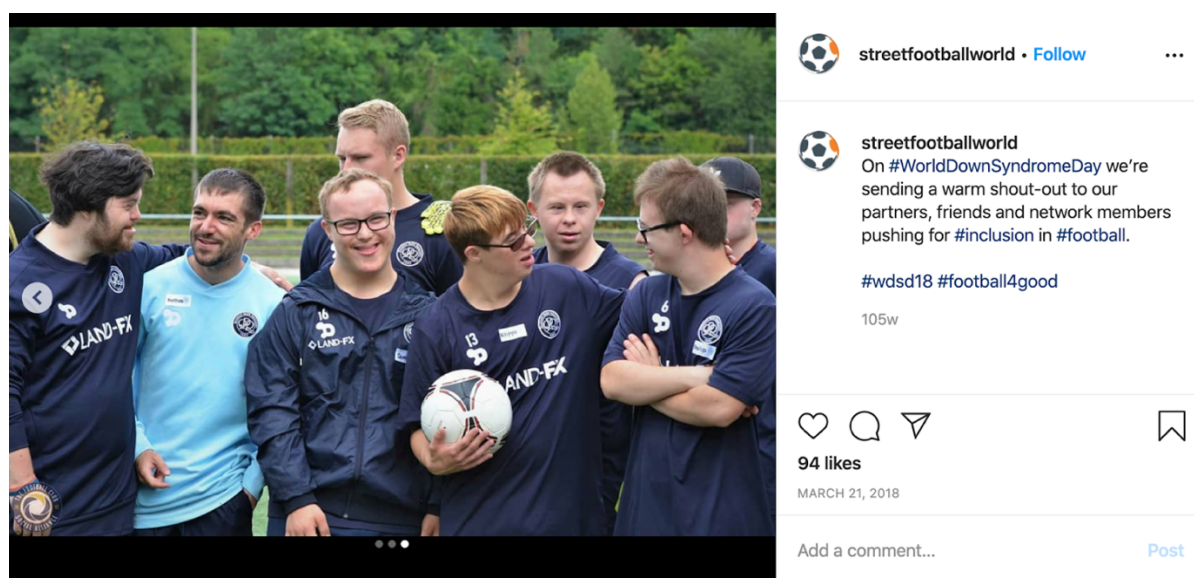 streetfootballworld • Follow
streetfootballworld
On #WorldDownSyndromeDay we're
sending a warm shout-out to our
partners, friends and network members
pushing for #inclusion in #football.
#wdsd18 #football4good
105w
94 likes
MARCH 21, 2018
Add a comment...
Post
LAND-FX
16
LAND-FX
13
AND-FX
6